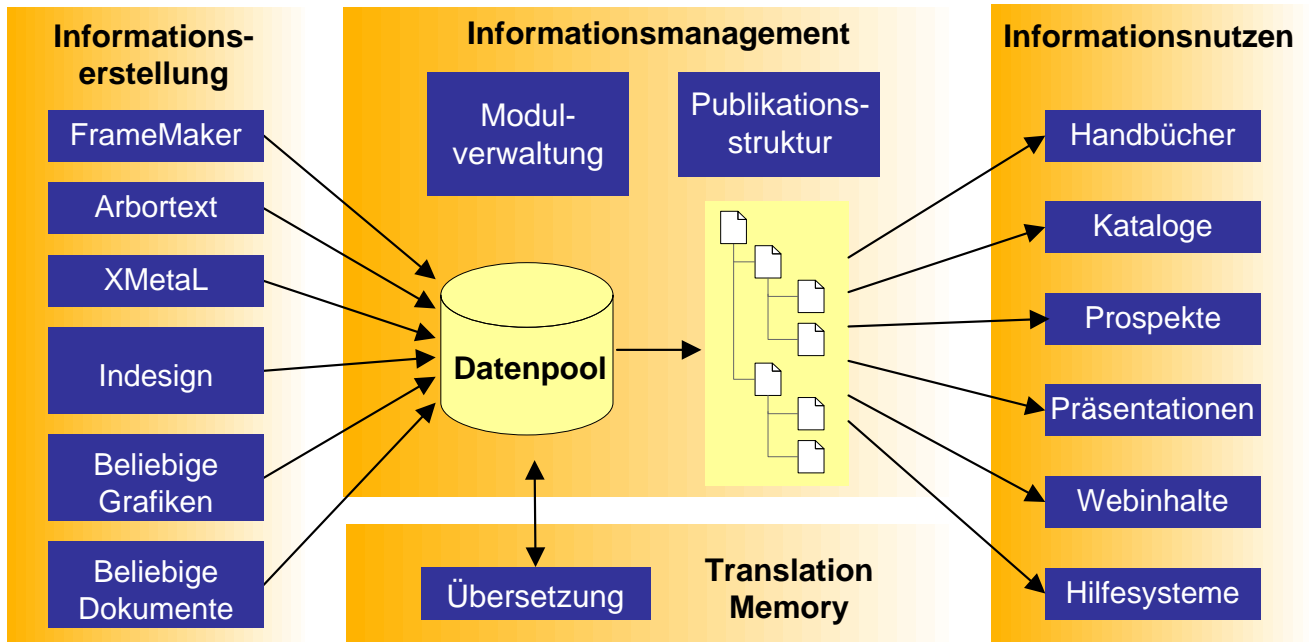 Informations-
erstellung
FrameMaker
Arbortext
XMetaL
Indesign
Beliebige
Grafiken
Beliebige
Dokumente
Informationsmanagement
Modul-
verwaltung
Publikations-
struktur
Datenpool
Übersetzung
Translation
Memory
Informationsnutzen
Handbücher
Kataloge
Prospekte
Präsentationen
Webinhalte
Hilfesysteme